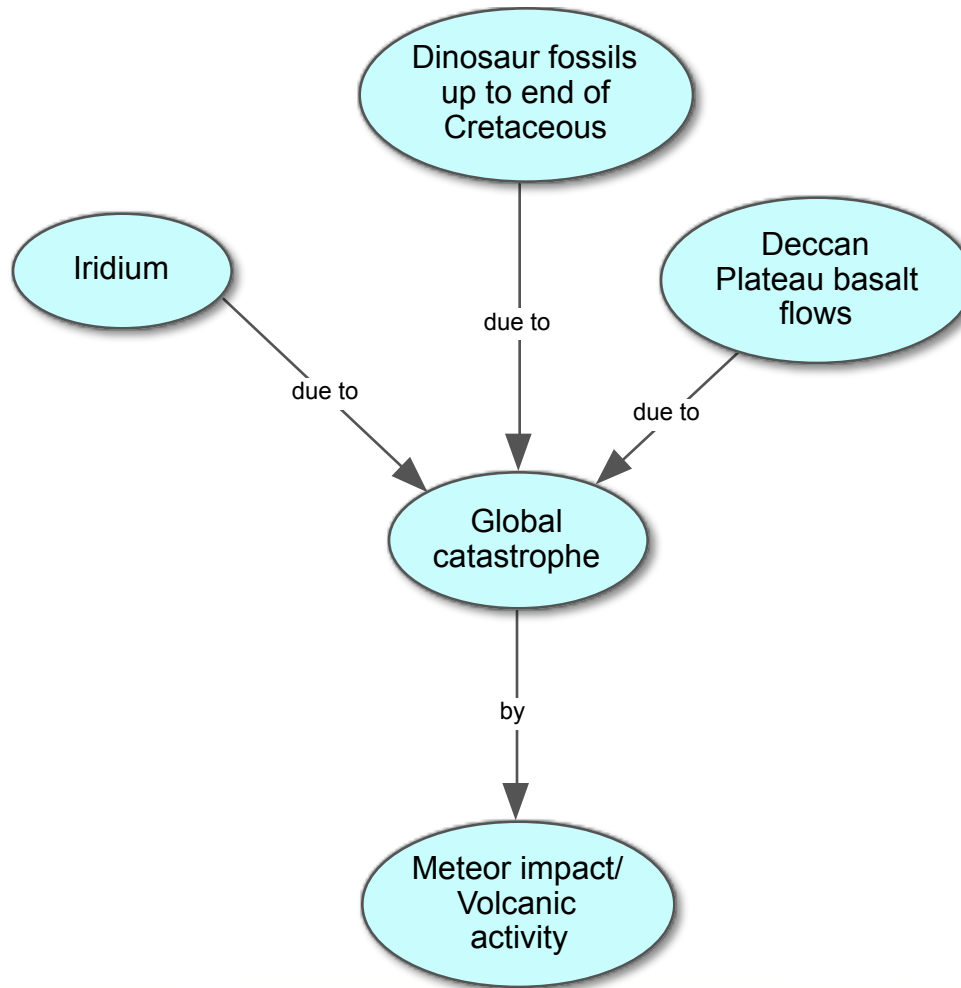 Dinosaur fossils
up to end of
Cretaceous
Iridium
Deccan
Plateau basalt
flows
due to
due to
due to
Global
catastrophe
by
Meteor impact/
Volcanic
activity